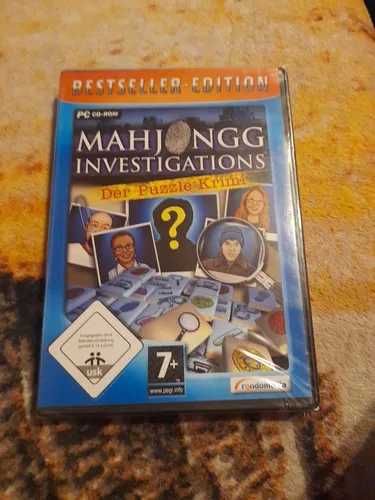 BESTSELLER-EDITION
PC CD-ROM
MAHJONGG
INVESTIGATIONS
Der Puzzle-Krimi
?
usk
7+
www.pegi.info
rondomedia